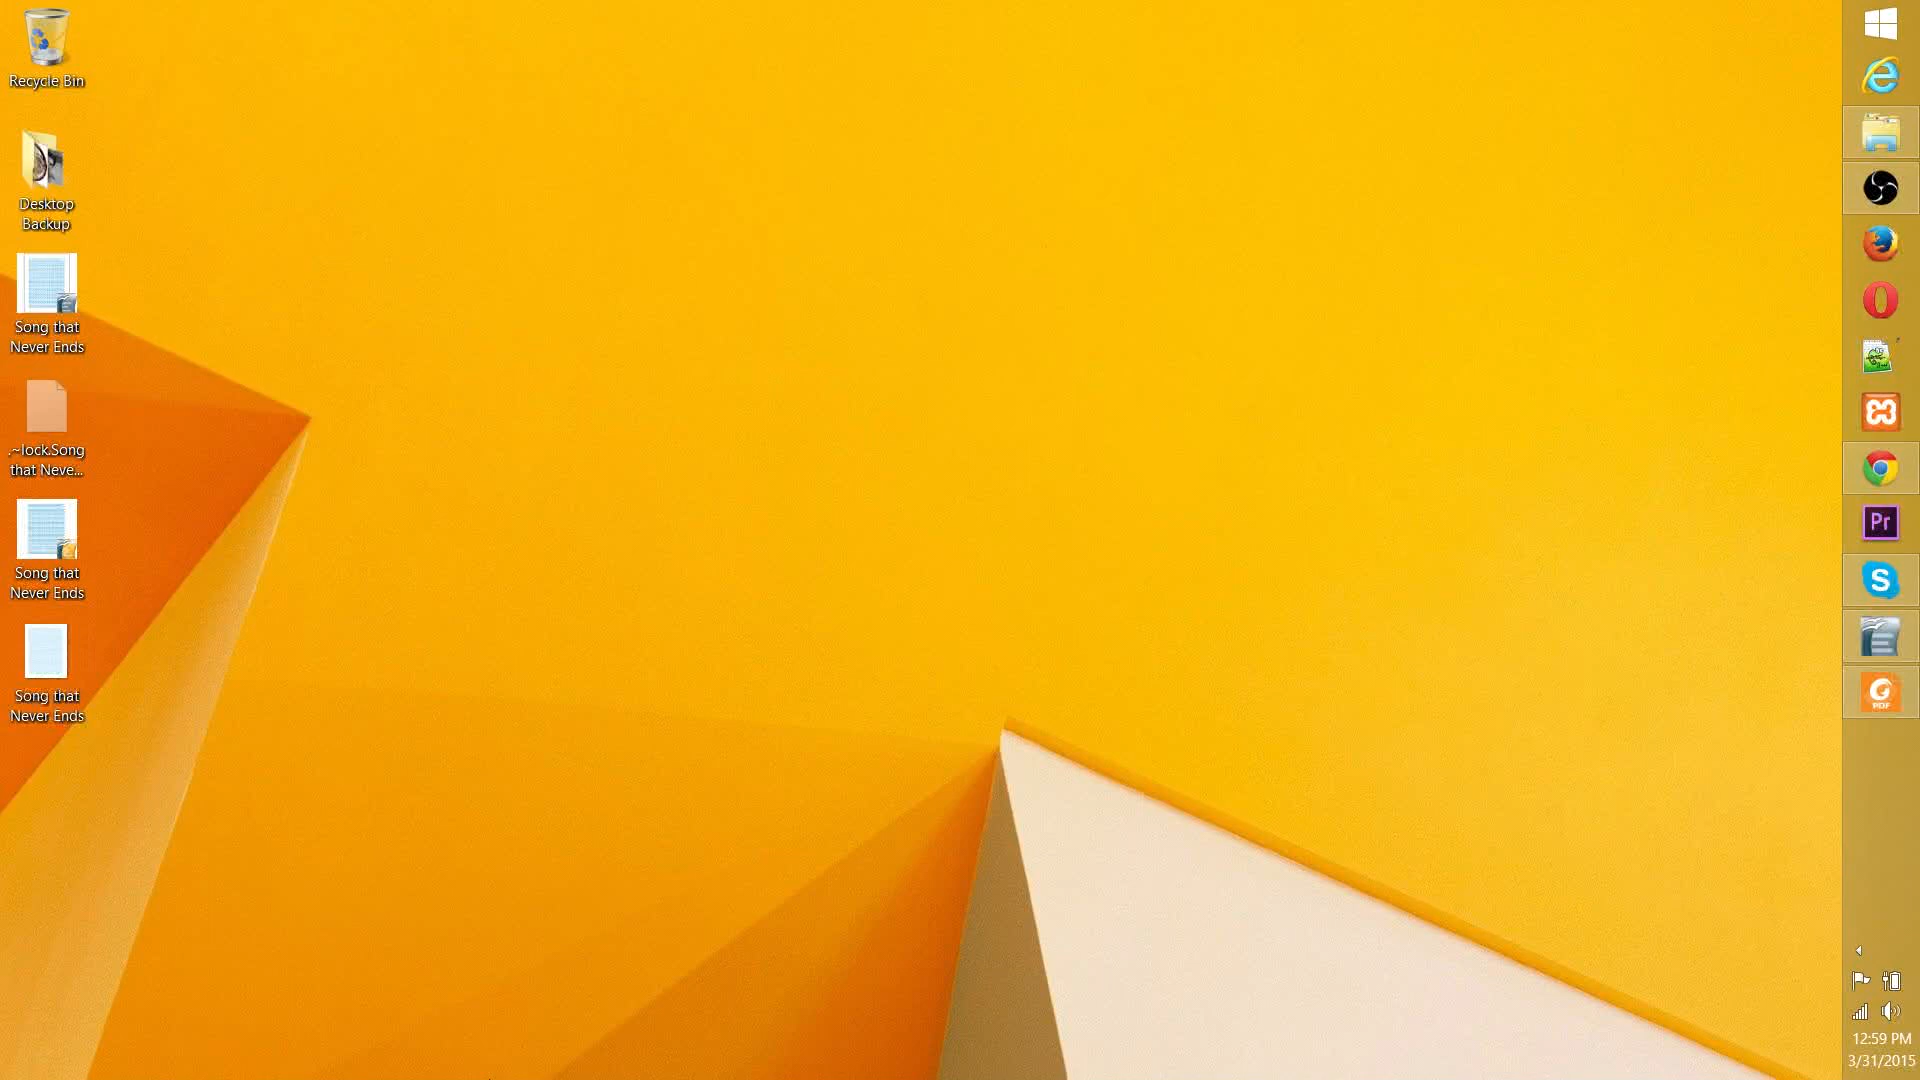 Recycle Bin
Desktop
Backup
Song that
Never Ends
.~lock.Song
that Neve...
Song that
Never Ends
Song that
Never Ends
Pr
S
PDF
12:59 PM
3/31/2015